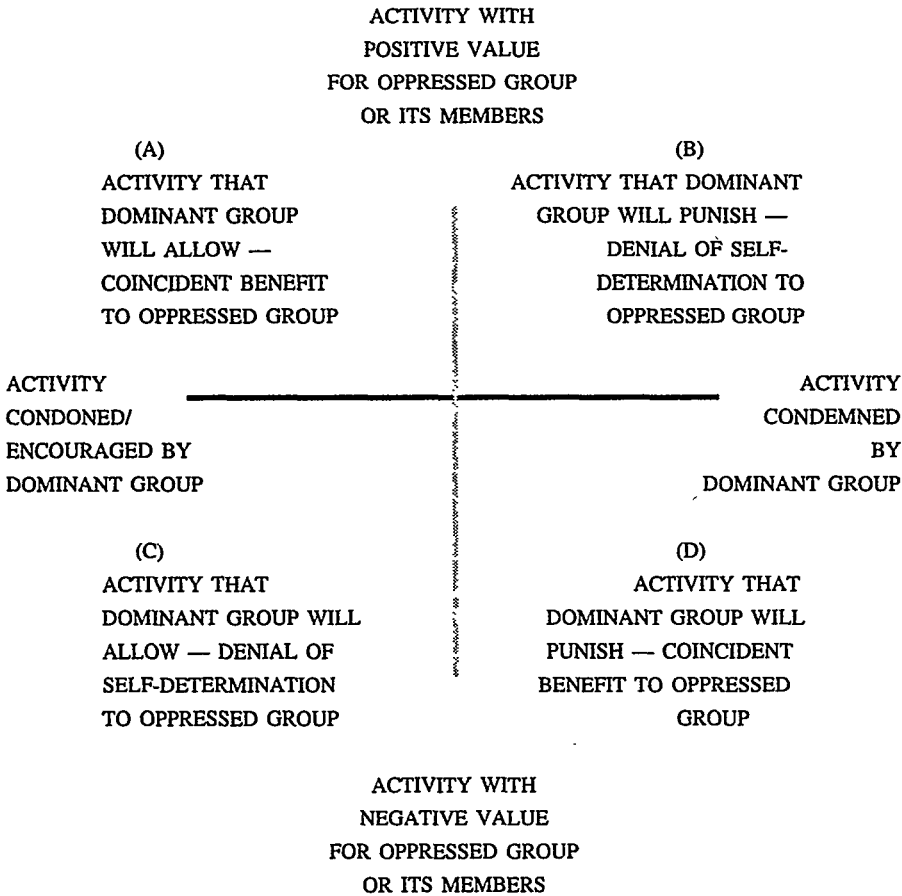 ACTIVITY WITH
POSITIVE VALUE
FOR OPPRESSED GROUP
OR ITS MEMBERS
(A)
ACTIVITY THAT
DOMINANT GROUP
WILL ALLOW —
COINCIDENT BENEFIT
TO OPPRESSED GROUP
(B)
ACTIVITY THAT DOMINANT
GROUP WILL PUNISH —
DENIAL OF SELF-
DETERMINATION TO
OPPRESSED GROUP
ACTIVITY
CONDONED/
ENCOURAGED BY
DOMINANT GROUP
ACTIVITY
CONDEMNED
BY
DOMINANT GROUP
(C)
ACTIVITY THAT
DOMINANT GROUP WILL
ALLOW — DENIAL OF
SELF-DETERMINATION
TO OPPRESSED GROUP
(D)
ACTIVITY THAT
DOMINANT GROUP WILL
PUNISH — COINCIDENT
BENEFIT TO OPPRESSED
GROUP
ACTIVITY WITH
NEGATIVE VALUE
FOR OPPRESSED GROUP
OR ITS MEMBERS